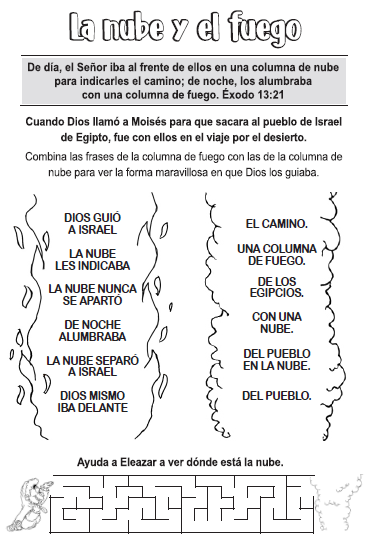 La nube y el fuego
De día, el Señor iba al frente de ellos en una columna de nube
para indicarles el camino; de noche, los alumbraba
con una columna de fuego. Éxodo 13:21
Cuando Dios llamó a Moisés para que sacara al pueblo de Israel
de Egipto, fue con ellos en el viaje por el desierto.
Combina las frases de la columna de fuego con las de la columna de
nube para ver la forma maravillosa en que Dios los guiaba.
DIOS GUIÓ
A ISRAEL
LA NUBE
LES INDICABA
LA NUBE NUNCA
SE APARTÓ
DE NOCHE
ALUMBRABA
LA NUBE SEPARÓ
A ISRAEL
DIOS MISMO
IBA DELANTE
EL CAMINO.
UNA COLUMNA
DE FUEGO.
DE LOS
EGIPCIOS.
CON UNA
NUBE.
DEL PUEBLO
EN LA NUBE.
DEL PUEBLO.
Ayuda a Eleazar a ver dónde está la nube.